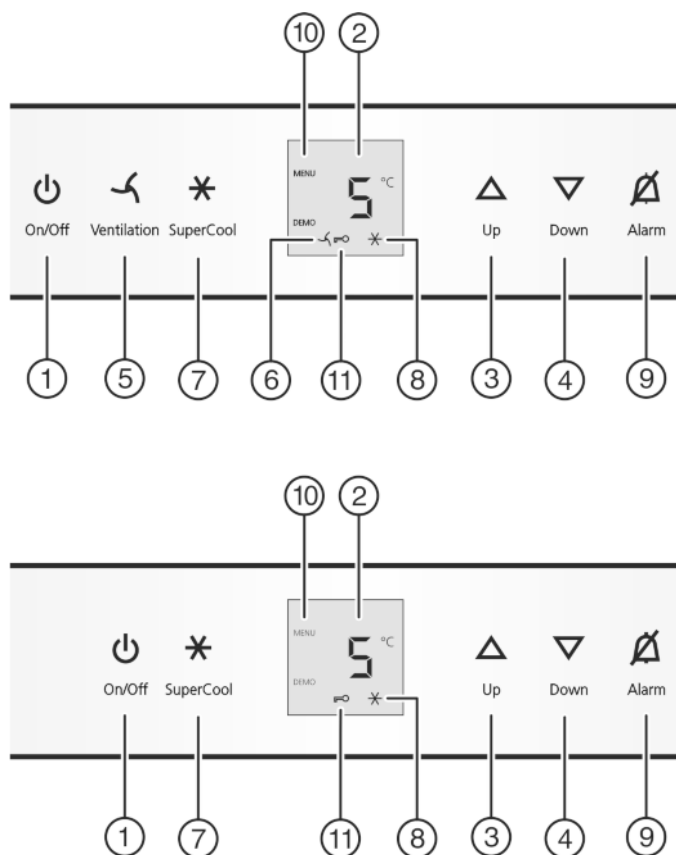 10 2
MENU 5 °C
DEMO
On/Off Ventilation SuperCool Up Down Alarm
1 5 7 6 11 8 3 4 9
10 2
MENU 5 °C
DEMO
On/Off SuperCool Up Down Alarm
1 7 11 8 3 4 9